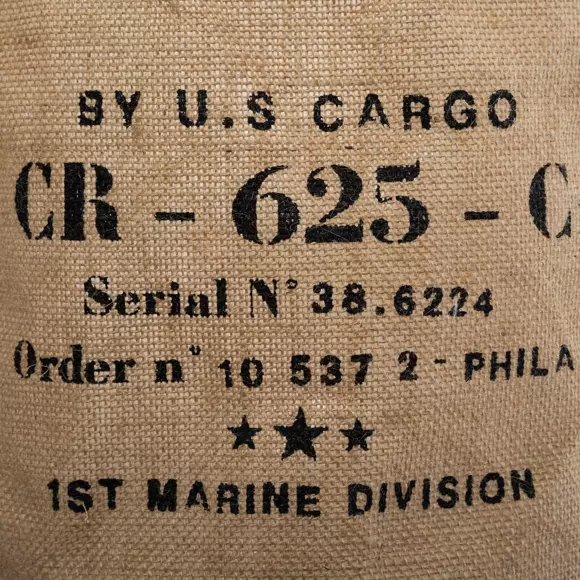 BY U.S CARGO
CR - 625 - C
Serial N° 38.6224
Order n° 10 537 2 - PHILA
1ST MARINE DIVISION